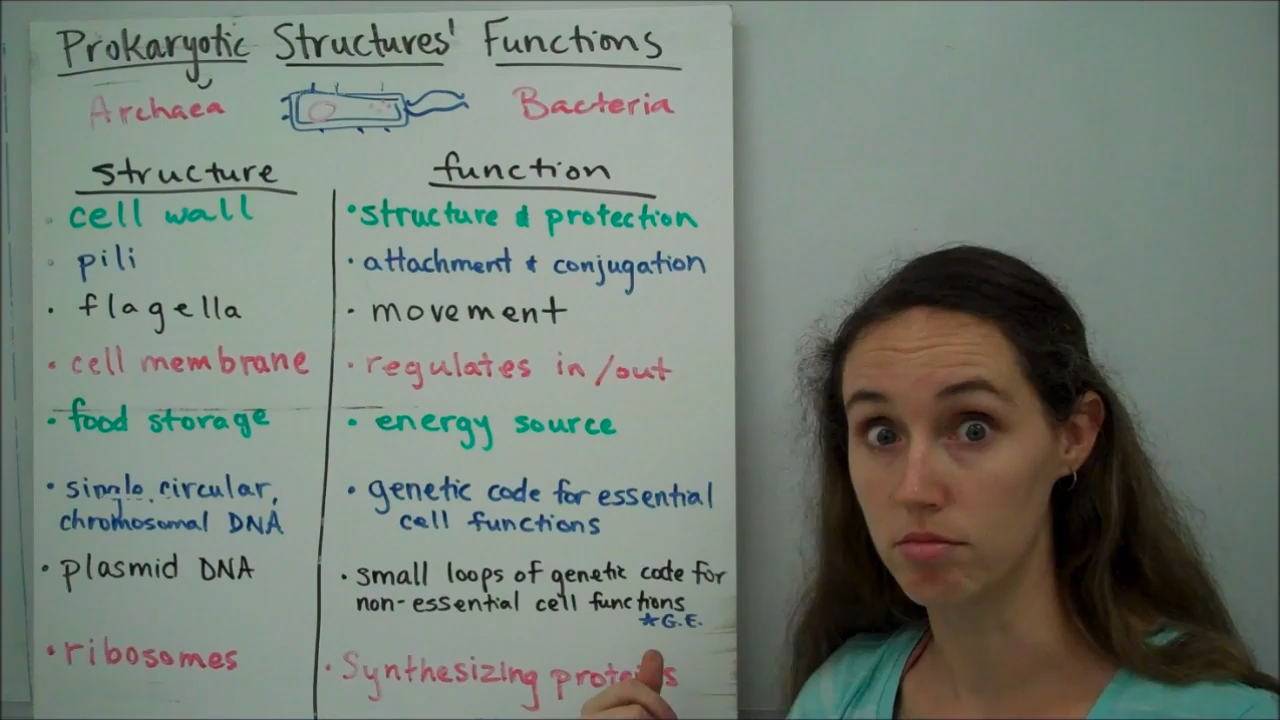 Prokaryotic Structures' Functions
Archaea Bacteria
structure function
• cell wall • structure & protection
• pili • attachment & conjugation
• flagella • movement
• cell membrane • regulates in/out
• food storage • energy source
• single, circular, • genetic code for essential
chromosomal DNA cell functions
• plasmid DNA • small loops of genetic code for
non-essential cell functions
*G.E.
• ribosomes • Synthesizing proteins